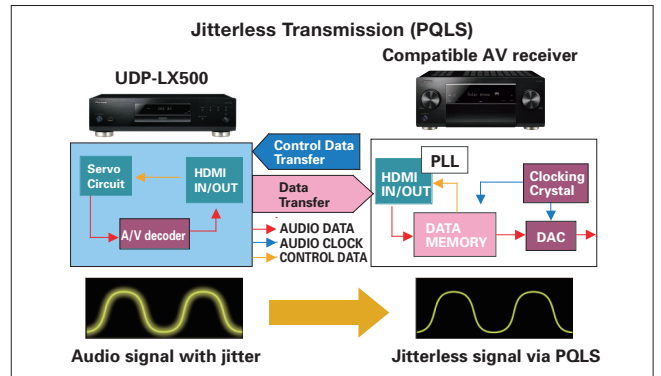 Jitterless Transmission (PQLS)
UDP-LX500
Compatible AV receiver
Servo
Circuit
HDMI
IN/OUT
A/V decoder
Control Data
Transfer
Data
Transfer
AUDIO DATA
AUDIO CLOCK
CONTROL DATA
HDMI
IN/OUT
PLL
DATA
MEMORY
Clocking
Crystal
DAC
Audio signal with jitter
Jitterless signal via PQLS